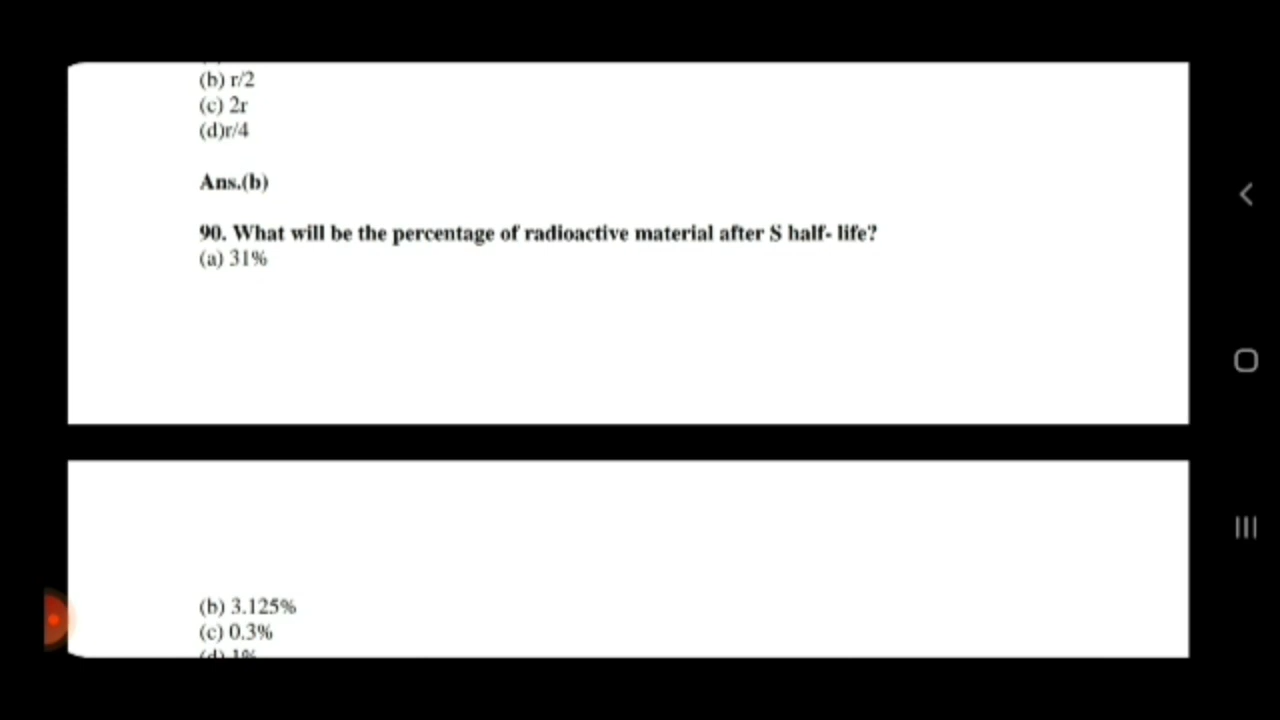 (b) r/2
(c) 2r
(d)r/4
Ans.(b)
90. What will be the percentage of radioactive material after S half- life?
(a) 31%
(b) 3.125%
(c) 0.3%
(d) 1%